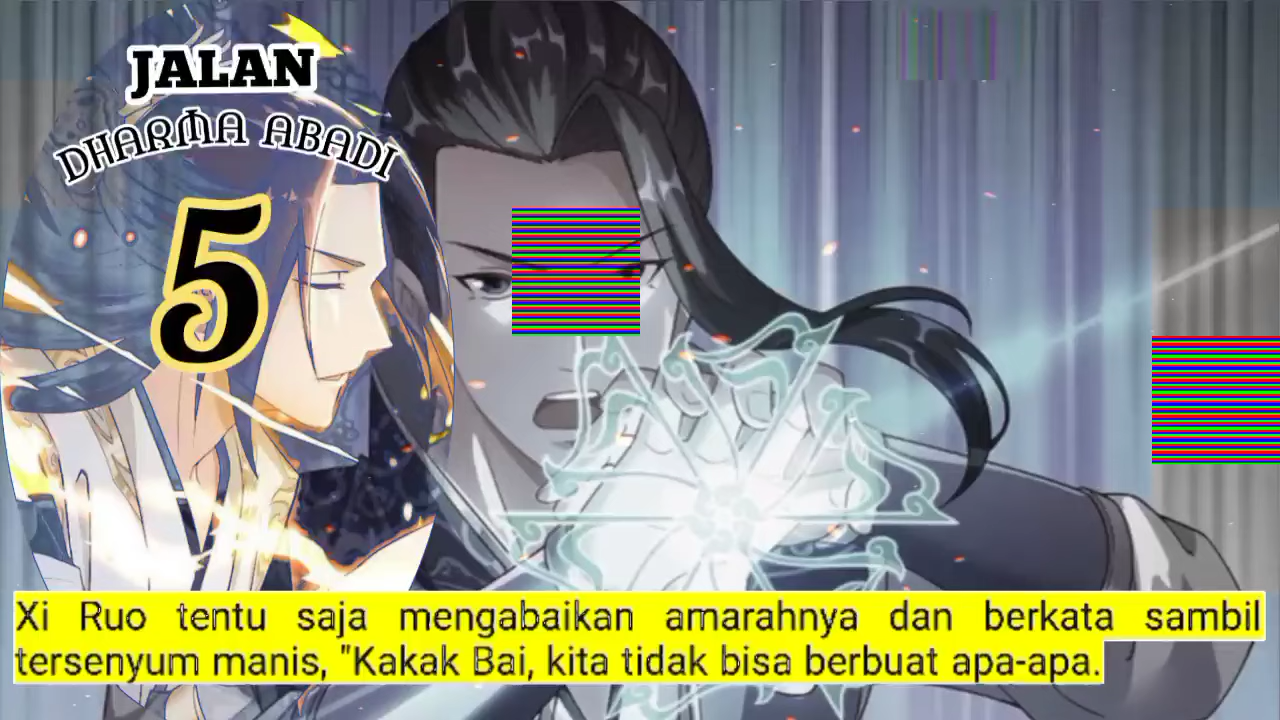 JALAN
DHARMA ABADI
5
Xi Ruo tentu saja mengabaikan amarahnya dan berkata sambil
tersenyum manis, "Kakak Bai, kita tidak bisa berbuat apa-apa.